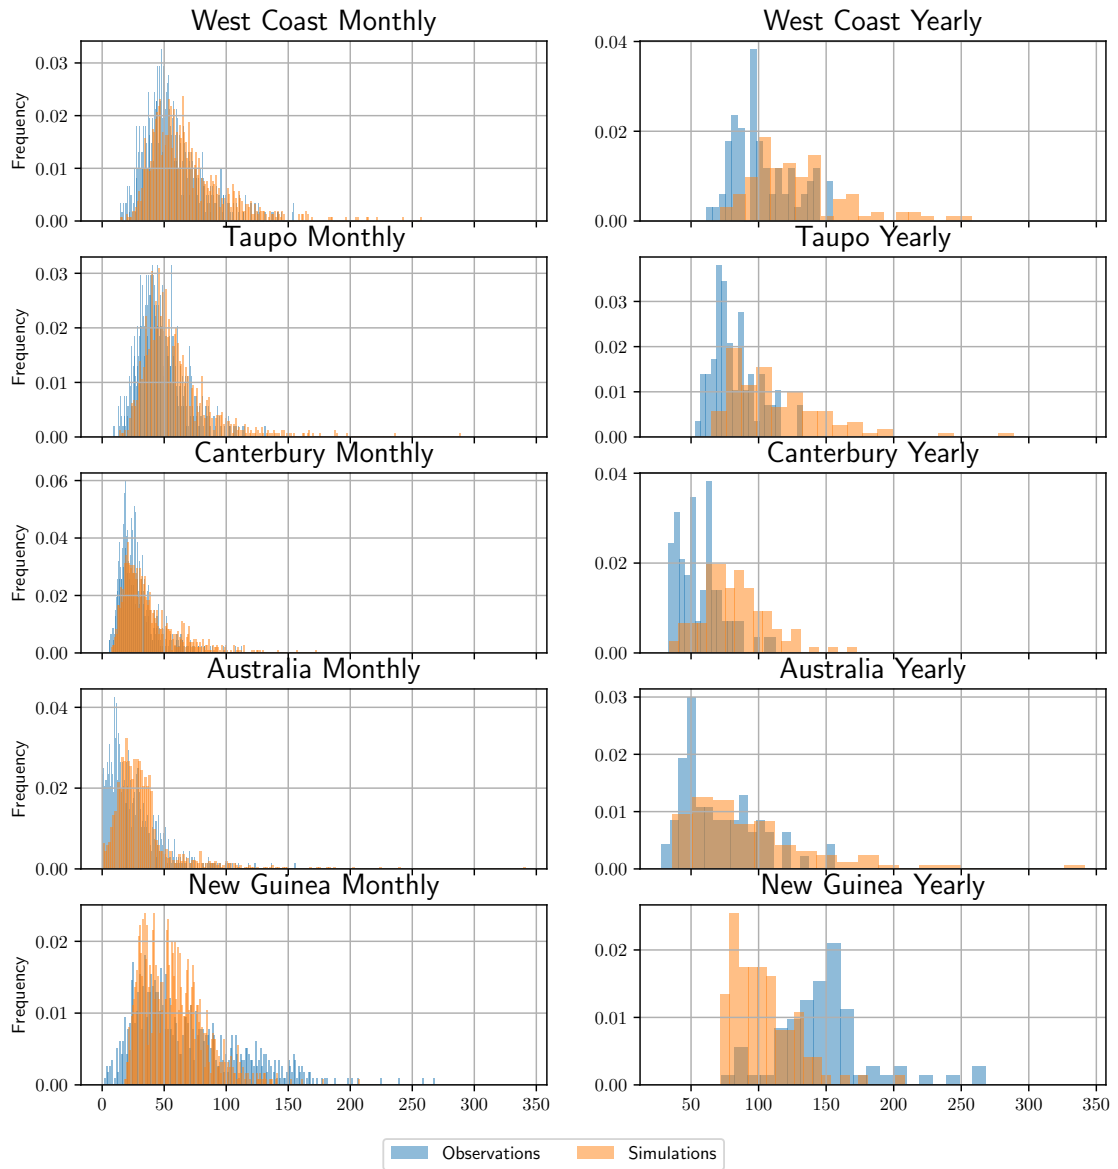 West Coast Monthly
Frequency
0.03
0.02
0.01
0.00
West Coast Yearly
0.04
0.02
0.00
Taupo Monthly
Frequency
0.03
0.02
0.01
0.00
Taupo Yearly
0.03
0.02
0.01
0.00
Canterbury Monthly
Frequency
0.06
0.04
0.02
0.00
Canterbury Yearly
0.04
0.02
0.00
Australia Monthly
Frequency
0.04
0.02
0.00
Australia Yearly
0.03
0.02
0.01
0.00
New Guinea Monthly
Frequency
0.02
0.01
0.00
0 50 100 150 200 250 300 350
New Guinea Yearly
0.02
0.01
0.00
50 100 150 200 250 300 350
Observations Simulations